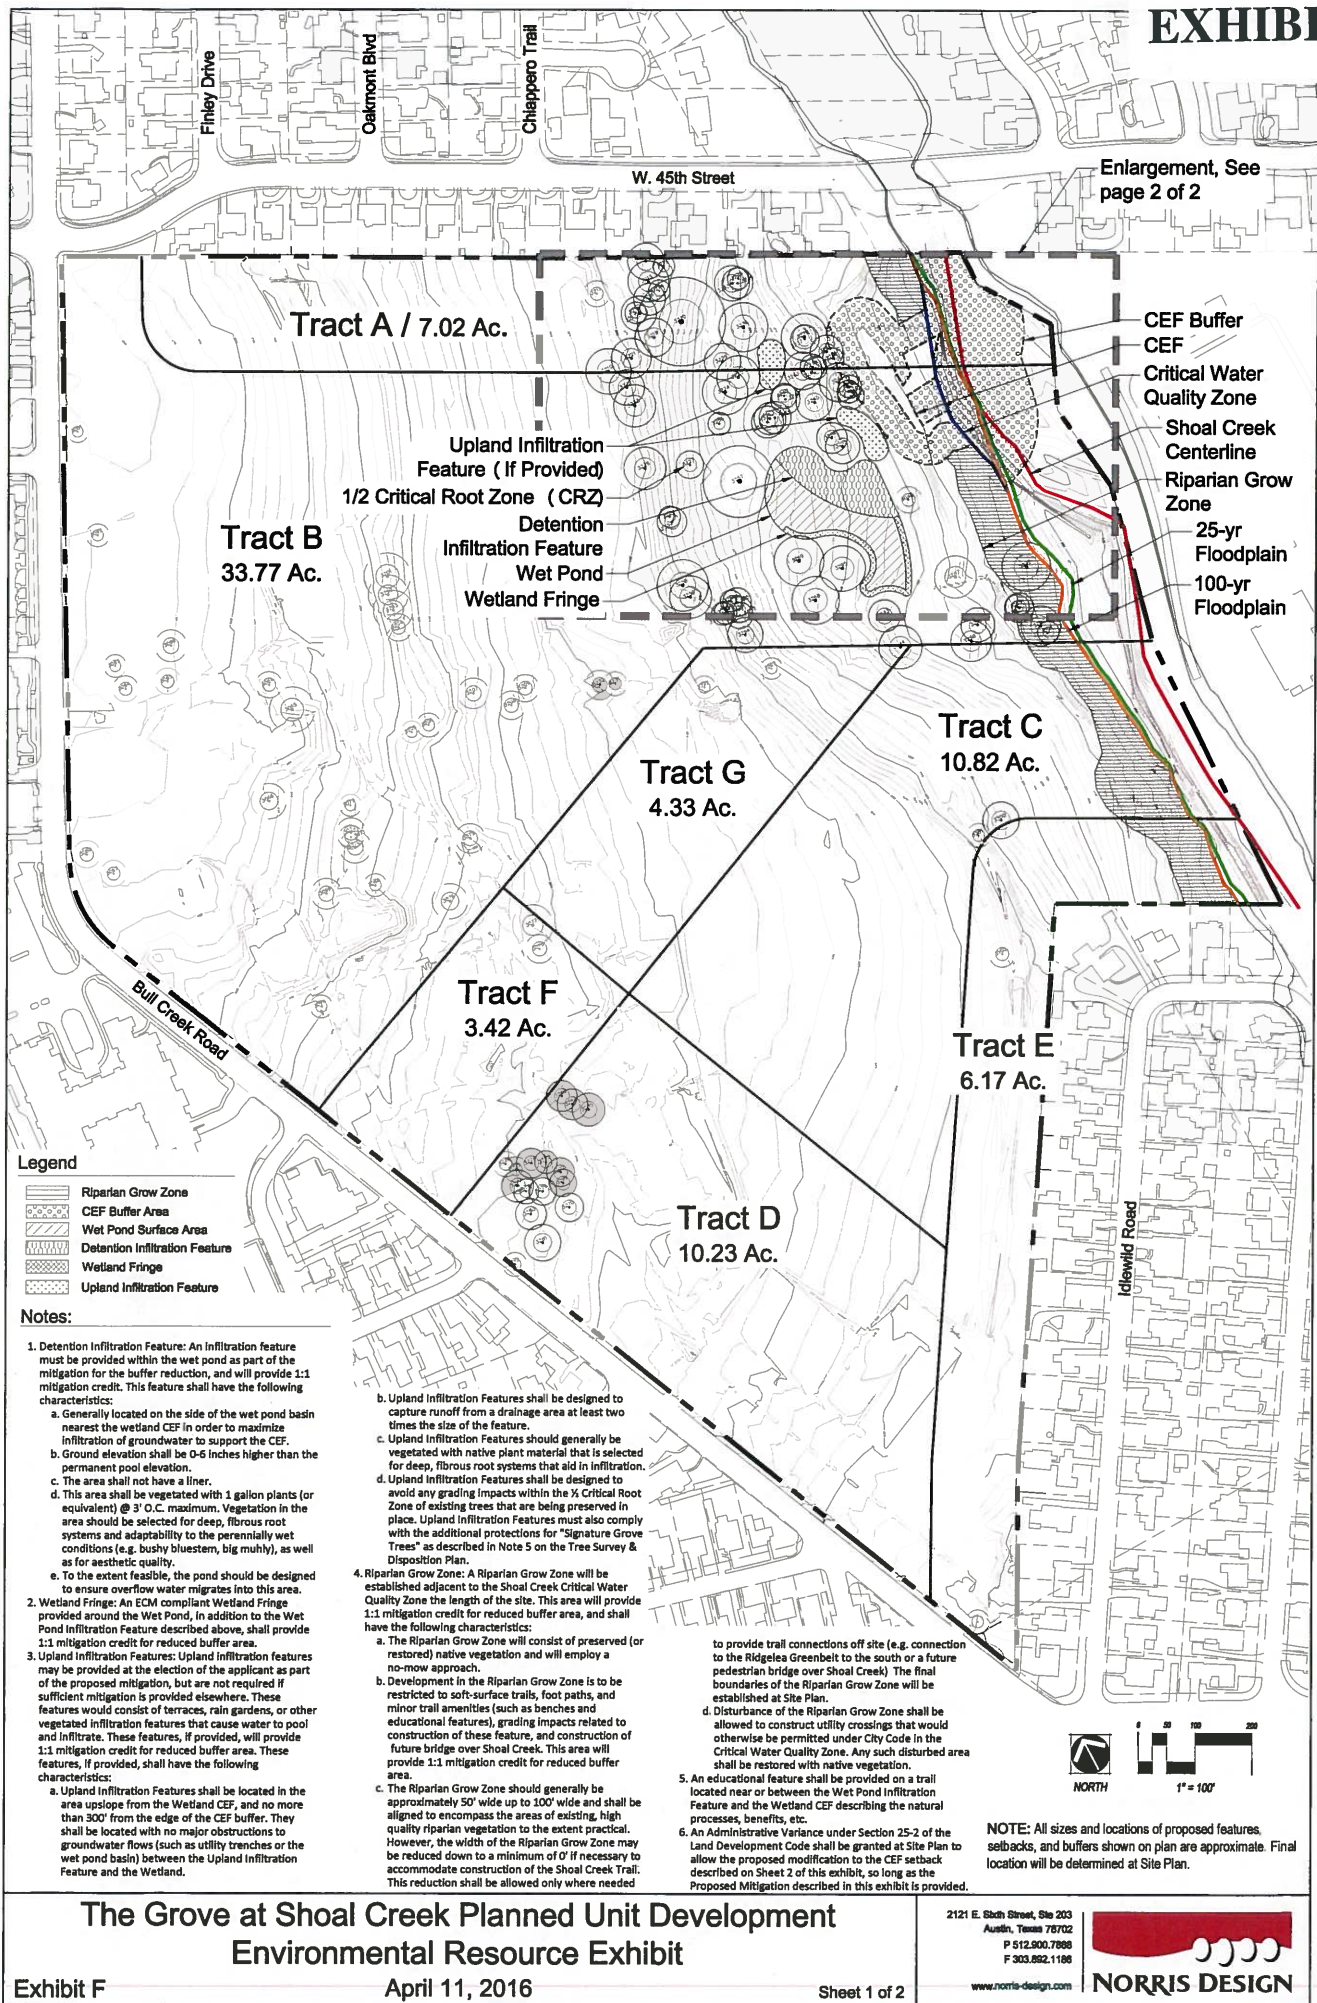 EXHIBI
Finley Drive
Oakmont Blvd
Chiappero Trail
W. 45th Street
Enlargement, See
page 2 of 2
Tract A / 7.02 Ac.
CEF Buffer
CEF
Critical Water
Quality Zone
Shoal Creek
Centerline
Riparian Grow
Zone
25-yr
Floodplain
100-yr
Floodplain
Upland Infiltration
Feature ( If Provided)
1/2 Critical Root Zone ( CRZ)
Detention
Infiltration Feature
Wet Pond
Wetland Fringe
Tract B
33.77 Ac.
Tract C
10.82 Ac.
Tract G
4.33 Ac.
Tract F
3.42 Ac.
Tract E
6.17 Ac.
Tract D
10.23 Ac.
Bull Creek Road
Idlewild Road
Legend
Riparian Grow Zone
CEF Buffer Area
Wet Pond Surface Area
Detention Infiltration Feature
Wetland Fringe
Upland Infiltration Feature
Notes:
1. Detention Infiltration Feature: An infiltration feature
must be provided within the wet pond as part of the
mitigation for the buffer reduction, and will provide 1:1
mitigation credit. This feature shall have the following
characteristics:
a. Generally located on the side of the wet pond basin
nearest the wetland CEF in order to maximize
infiltration of groundwater to support the CEF.
b. Ground elevation shall be 0-6 inches higher than the
permanent pool elevation.
c. The area shall not have a liner.
d. This area shall be vegetated with 1 gallon plants (or
equivalent) @ 3' O.C. maximum. Vegetation in the
area should be selected for deep, fibrous root
systems and adaptability to the perennially wet
conditions (e.g. bushy bluestem, big muhly), as well
as for aesthetic quality.
e. To the extent feasible, the pond should be designed
to ensure overflow water migrates into this area.
2. Wetland Fringe: An ECM compliant Wetland Fringe
provided around the Wet Pond, in addition to the Wet
Pond Infiltration Feature described above, shall provide
1:1 mitigation credit for reduced buffer area.
3. Upland Infiltration Features: Upland infiltration features
may be provided at the election of the applicant as part
of the proposed mitigation, but are not required if
sufficient mitigation is provided elsewhere. These
features would consist of terraces, rain gardens, or other
vegetated infiltration features that cause water to pool
and infiltrate. These features, if provided, will provide
1:1 mitigation credit for reduced buffer area. These
features, if provided, shall have the following
characteristics:
a. Upland Infiltration Features shall be located in the
area upslope from the Wetland CEF, and no more
than 300' from the edge of the CEF buffer. They
shall be located with no major obstructions to
groundwater flows (such as utility trenches or the
wet pond basin) between the Upland Infiltration
Feature and the Wetland.
b. Upland Infiltration Features shall be designed to
capture runoff from a drainage area at least two
times the size of the feature.
c. Upland Infiltration Features should generally be
vegetated with native plant material that is selected
for deep, fibrous root systems that aid in infiltration.
d. Upland Infiltration Features shall be designed to
avoid any grading impacts within the ½ Critical Root
Zone of existing trees that are being preserved in
place. Upland Infiltration Features must also comply
with the additional protections for "Signature Grove
Trees" as described in Note 5 on the Tree Survey &
Disposition Plan.
4. Riparian Grow Zone: A Riparian Grow Zone will be
established adjacent to the Shoal Creek Critical Water
Quality Zone the length of the site. This area will provide
1:1 mitigation credit for reduced buffer area, and shall
have the following characteristics:
a. The Riparian Grow Zone will consist of preserved (or
restored) native vegetation and will employ a
no-mow approach.
b. Development in the Riparian Grow Zone is to be
restricted to soft-surface trails, foot paths, and
minor trail amenities (such as benches and
educational features), grading impacts related to
construction of these feature, and construction of
future bridge over Shoal Creek. This area will
provide 1:1 mitigation credit for reduced buffer
area.
c. The Riparian Grow Zone should generally be
approximately 50' wide up to 100' wide and shall be
aligned to encompass the areas of existing, high
quality riparian vegetation to the extent practical.
However, the width of the Riparian Grow Zone may
be reduced down to a minimum of 0' if necessary to
accommodate construction of the Shoal Creek Trail.
This reduction shall be allowed only where needed
to provide trail connections off site (e.g. connection
to the Ridgelea Greenbelt to the south or a future
pedestrian bridge over Shoal Creek) The final
boundaries of the Riparian Grow Zone will be
established at Site Plan.
d. Disturbance of the Riparian Grow Zone shall be
allowed to construct utility crossings that would
otherwise be permitted under City Code in the
Critical Water Quality Zone. Any such disturbed area
shall be restored with native vegetation.
5. An educational feature shall be provided on a trail
located near or between the Wet Pond Infiltration
Feature and the Wetland CEF describing the natural
processes, benefits, etc.
6. An Administrative Variance under Section 25-2 of the
Land Development Code shall be granted at Site Plan to
allow the proposed modification to the CEF setback
described on Sheet 2 of this exhibit, so long as the
Proposed Mitigation described in this exhibit is provided.
0 50 100 200
NORTH
1" = 100'
NOTE: All sizes and locations of proposed features,
setbacks, and buffers shown on plan are approximate. Final
location will be determined at Site Plan.
The Grove at Shoal Creek Planned Unit Development
Environmental Resource Exhibit
Exhibit F
April 11, 2016
Sheet 1 of 2
2121 E. Sixth Street, Ste 203
Austin, Texas 78702
P 512.900.7888
F 303.892.1186
www.norris-design.com
NORRIS DESIGN